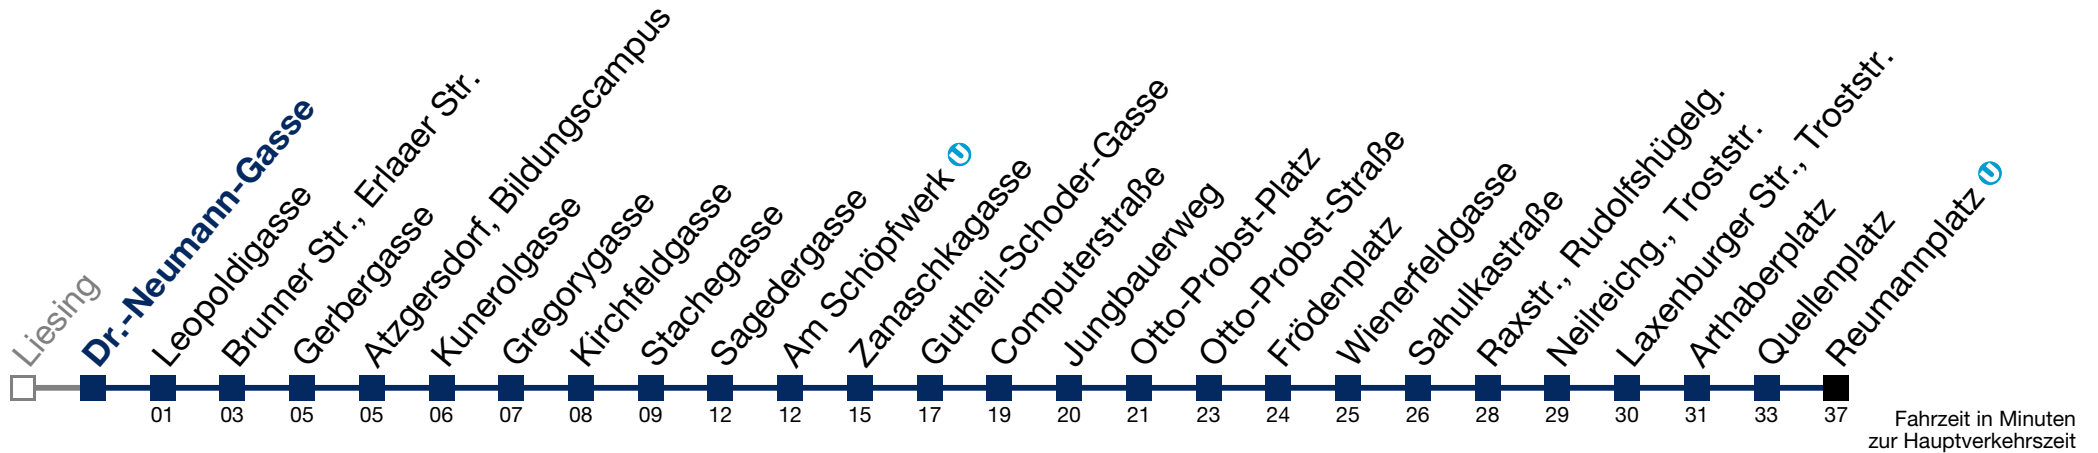 Liesing
Dr.-Neumann-Gasse
Leopoldigasse
Brunner Str., Erlaaer Str.
Gerbergasse
Atzgersdorf, Bildungscampus
Kunerolgasse
Gregorygasse
Kirchfeldgasse
Stachegasse
Sagedergasse
Am Schöpfwerk U
Zanaschkagasse
Gutheil-Schoder-Gasse
Computerstraße
Jungbauerweg
Otto-Probst-Platz
Otto-Probst-Straße
Frödenplatz
Wienerfeldgasse
Sahulkastraße
Raxstr., Rudolfshügelg.
Neilreichg., Troststr.
Laxenburger Str., Troststr.
Arthaberplatz
Quellenplatz
Reumannplatz U
01 03 05 05 06 07 08 09 12 12 15 17 19 20 21 23 24 25 26 28 29 30 31 33 37
Fahrzeit in Minuten
zur Hauptverkehrszeit